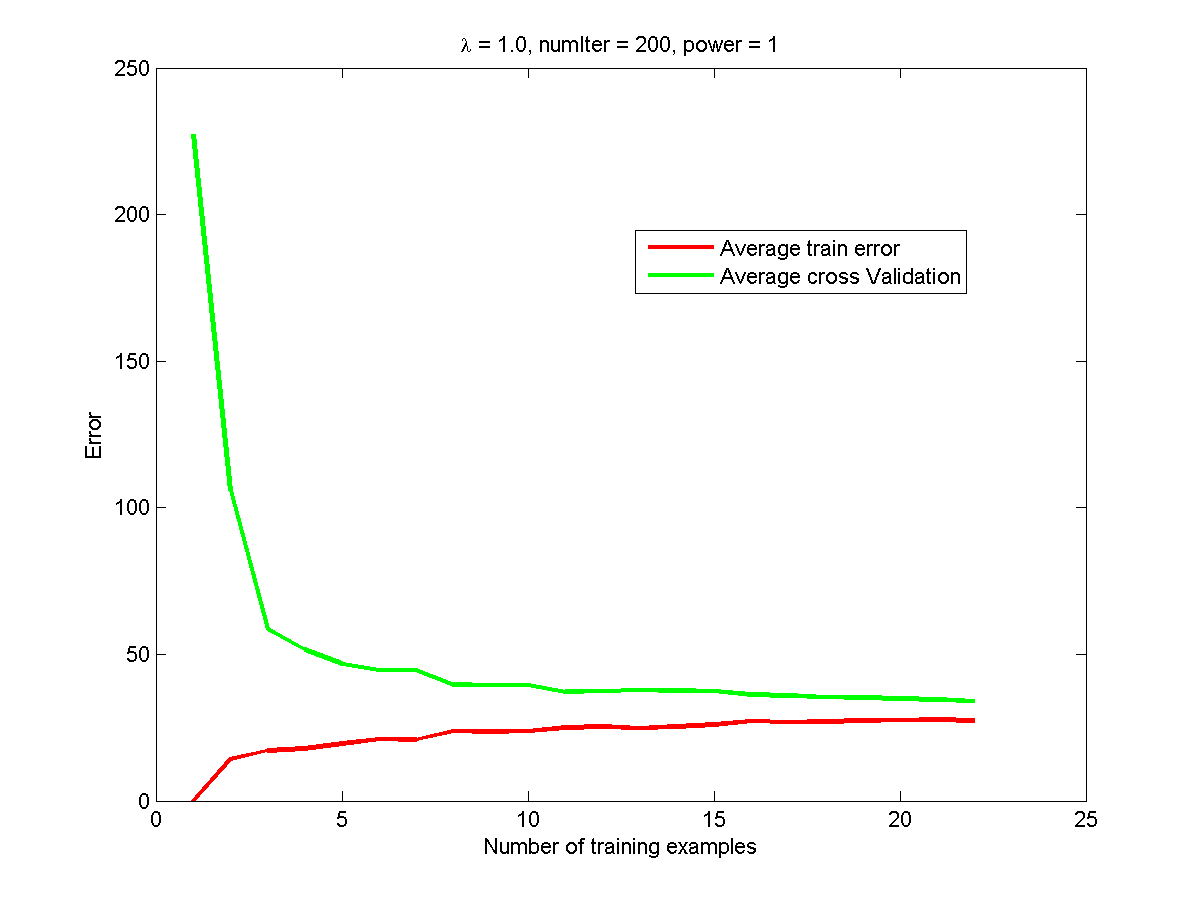 λ = 1.0, numIter = 200, power = 1
250
200
150
100
50
0
Error
Average train error
Average cross Validation
0 5 10 15 20 25
Number of training examples